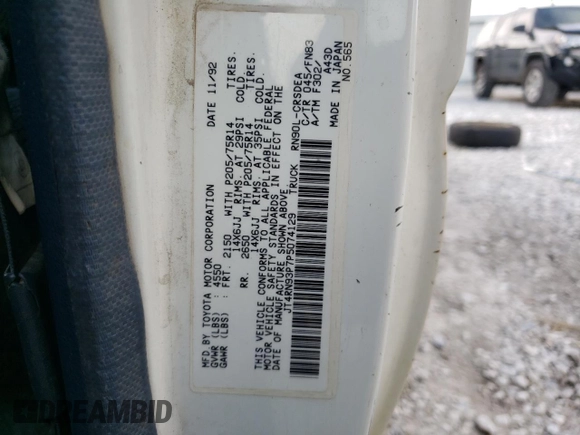 MFD. BY TOYOTA MOTOR CORPORATION DATE 11/92
GVWR (LBS) : 4550
GAWR (LBS) : FRT. 2150 WITH P205/75R14 TIRES.
14X6JJ RIMS. AT 29PSI COLD.
RR. 2650 WITH P205/75R14 TIRES.
14X6JJ RIMS. AT 35PSI COLD.
THIS VEHICLE CONFORMS TO ALL APPLICABLE FEDERAL
MOTOR VEHICLE SAFETY STANDARDS IN EFFECT ON THE
DATE OF MANUFACTURE SHOWN ABOVE.
JT4RN93P7P5074129 TRUCK RN90L-CRSDEA
C/TR 045/FN83
A/TM F302/ A43D
MADE IN JAPAN
NO.565
DREAMBID